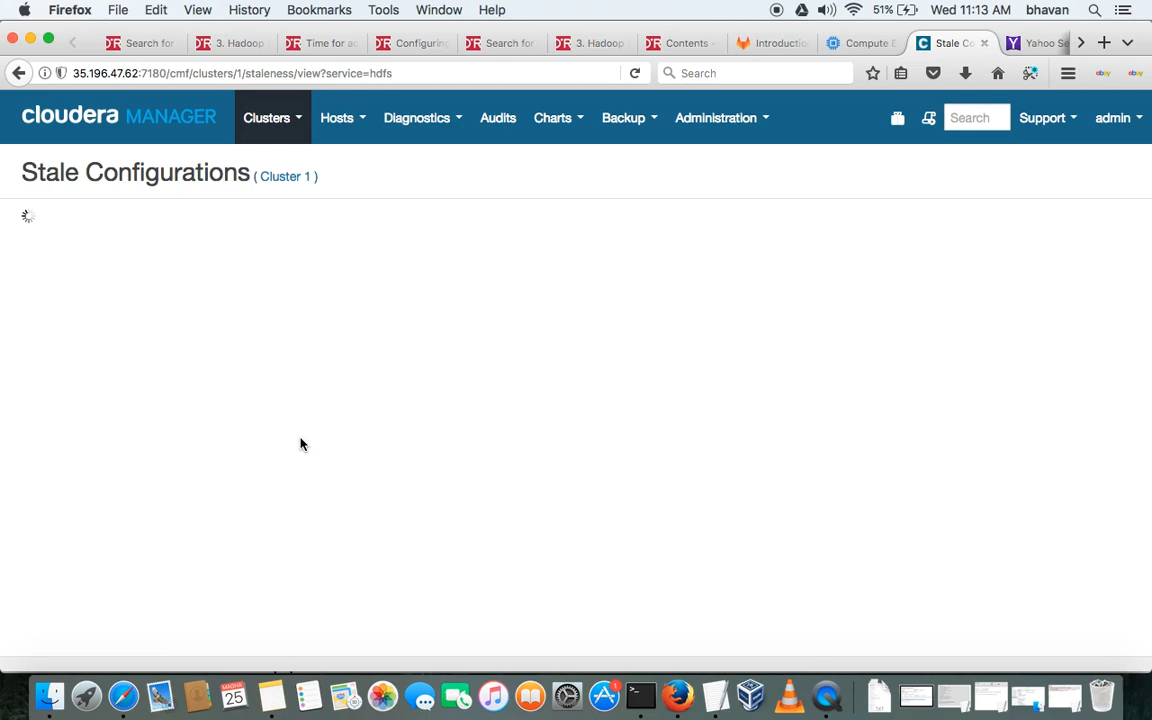 Firefox File Edit View History Bookmarks Tools Window Help 51% Wed 11:13 AM bhavan
Search for 3. Hadoop Time for ac Configuring Search for 3. Hadoop Contents - Introductio Compute E Stale Co Yahoo Se
35.196.47.62:7180/cmf/clusters/1/staleness/view?service=hdfs Search
cloudera MANAGER Clusters Hosts Diagnostics Audits Charts Backup Administration Search Support admin
Stale Configurations ( Cluster 1 )
25
1